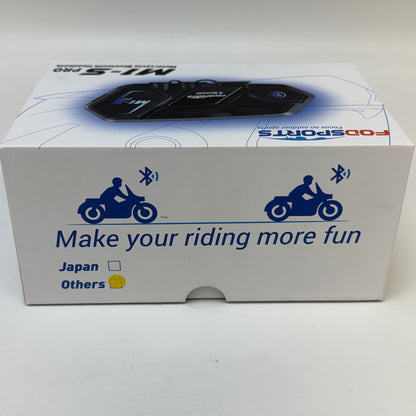 M1-S PRO
Motorcycle Bluetooth Headsets
FODSPORTS
Focus on outdoor sports
Make your riding more fun
Japan
Others